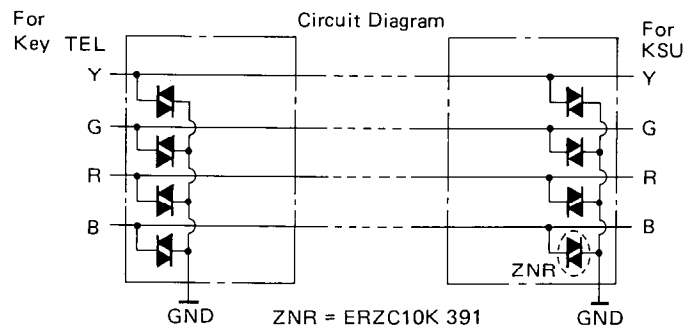 Circuit Diagram
For
Key TEL
For
KSU
Y
Y
G
G
R
R
B
B
ZNR
GND
ZNR = ERZC10K 391
GND